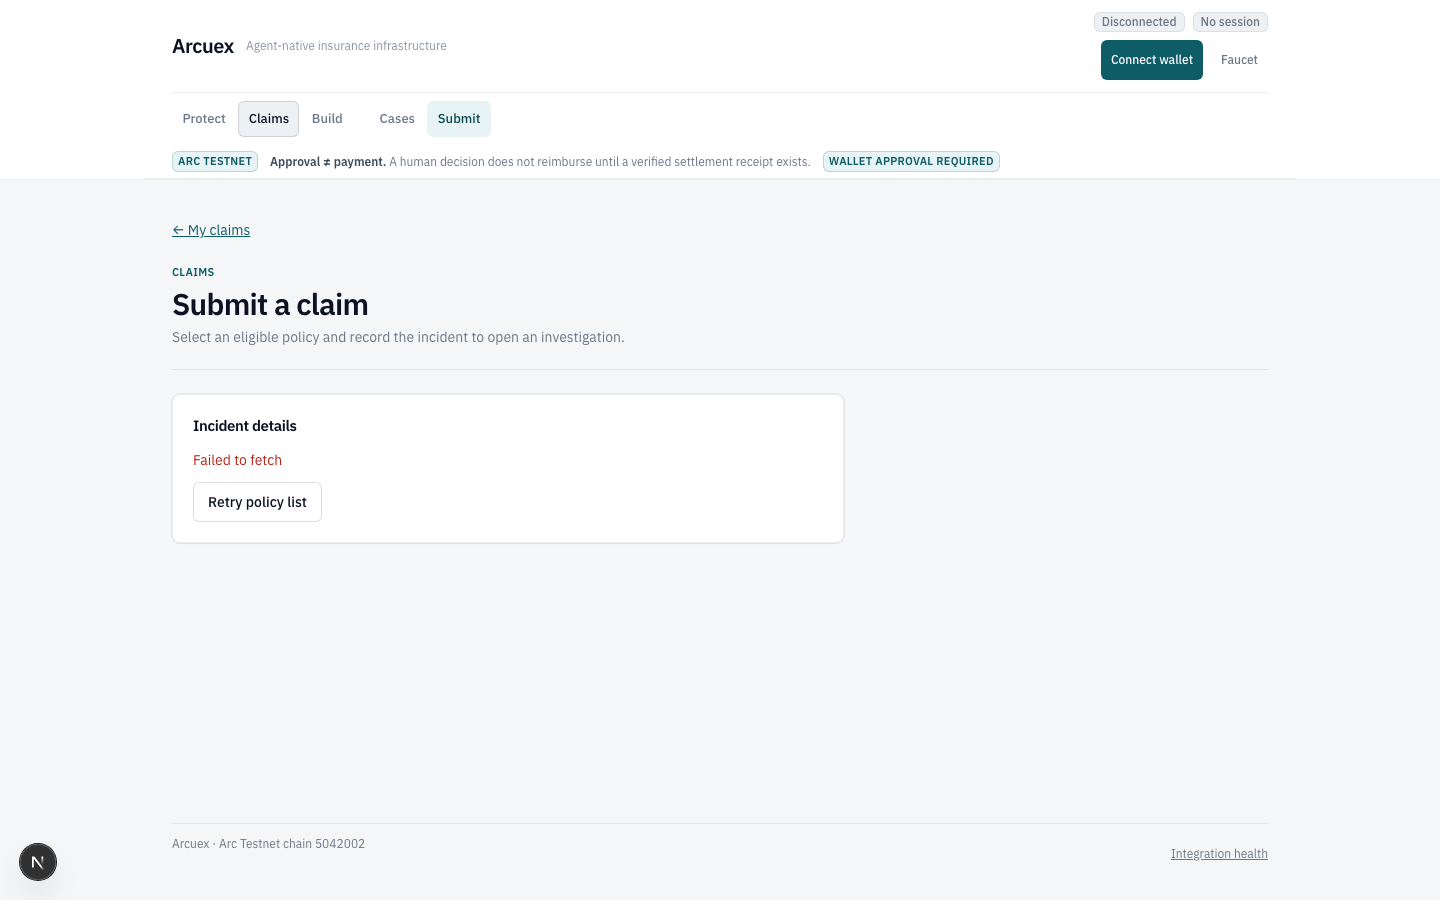 Disconnected No session
Arcuex Agent-native insurance infrastructure
Connect wallet Faucet
Protect Claims Build Cases Submit
ARC TESTNET Approval ≠ payment. A human decision does not reimburse until a verified settlement receipt exists. WALLET APPROVAL REQUIRED
← My claims
CLAIMS
Submit a claim
Select an eligible policy and record the incident to open an investigation.
Incident details
Failed to fetch
Retry policy list
Arcuex · Arc Testnet chain 5042002
Integration health
N